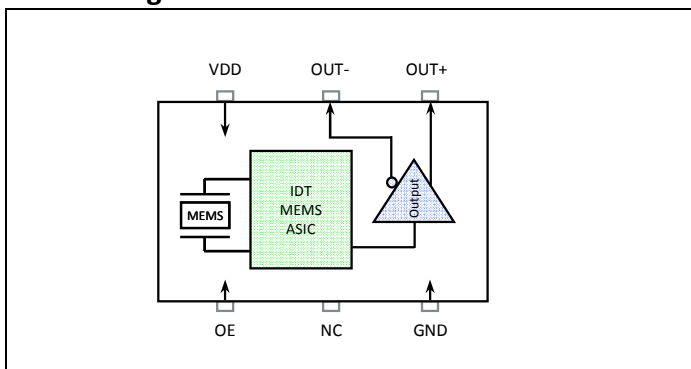 g
VDD OUT- OUT+
MEMS
IDT
MEMS
ASIC
Output
OE NC GND